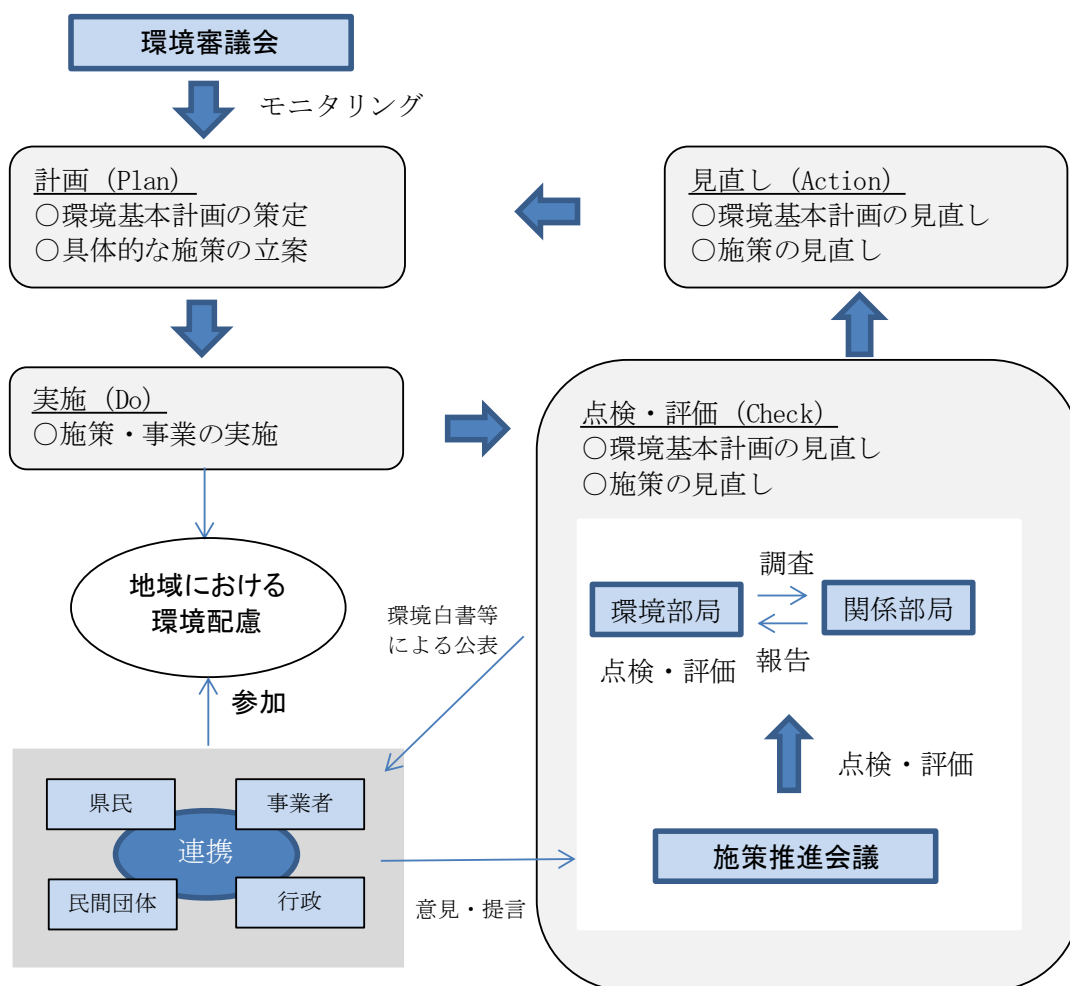 環境審議会
モニタリング
計画 (Plan)
○環境基本計画の策定
○具体的な施策の立案
見直し (Action)
○環境基本計画の見直し
○施策の見直し
実施 (Do)
○施策・事業の実施
点検・評価 (Check)
○環境基本計画の見直し
○施策の見直し
地域における
環境配慮
参加
環境白書等
による公表
調査
環境部局
関係部局
報告
点検・評価
点検・評価
施策推進会議
県民
事業者
連携
民間団体
行政
意見・提言